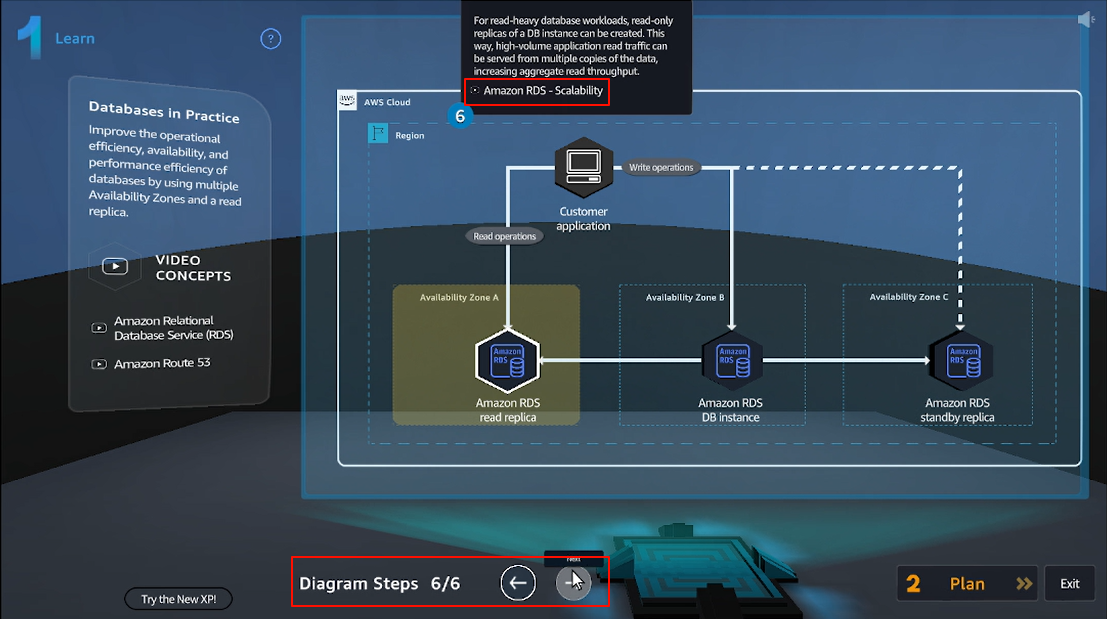 1 Learn
?
Databases in Practice
Improve the operational
efficiency, availability, and
performance efficiency of
databases by using multiple
Availability Zones and a read
replica.
VIDEO
CONCEPTS
Amazon Relational
Database Service (RDS)
Amazon Route 53
For read-heavy database workloads, read-only
replicas of a DB instance can be created. This
way, high-volume application read traffic can
be served from multiple copies of the data,
increasing aggregate read throughput.
Amazon RDS - Scalability
6
aws
AWS Cloud
Region
Write operations
Customer
application
Read operations
Availability Zone A
Availability Zone B
Availability Zone C
Amazon
RDS
Amazon
RDS
Amazon
RDS
Amazon RDS
read replica
Amazon RDS
DB instance
Amazon RDS
standby replica
Diagram Steps 6/6
Try the New XP!
2 Plan
Exit